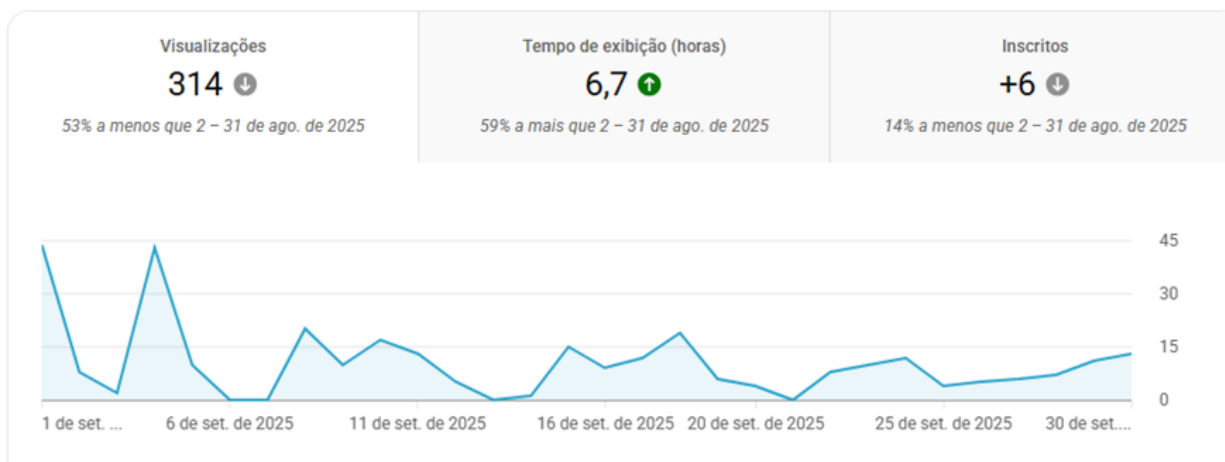 Visualizações
314
53% a menos que 2 – 31 de ago. de 2025
Tempo de exibição (horas)
6,7
59% a mais que 2 – 31 de ago. de 2025
Inscritos
+6
14% a menos que 2 – 31 de ago. de 2025
45
30
15
0
1 de set. ...
6 de set. de 2025
11 de set. de 2025
16 de set. de 2025
20 de set. de 2025
25 de set. de 2025
30 de set....